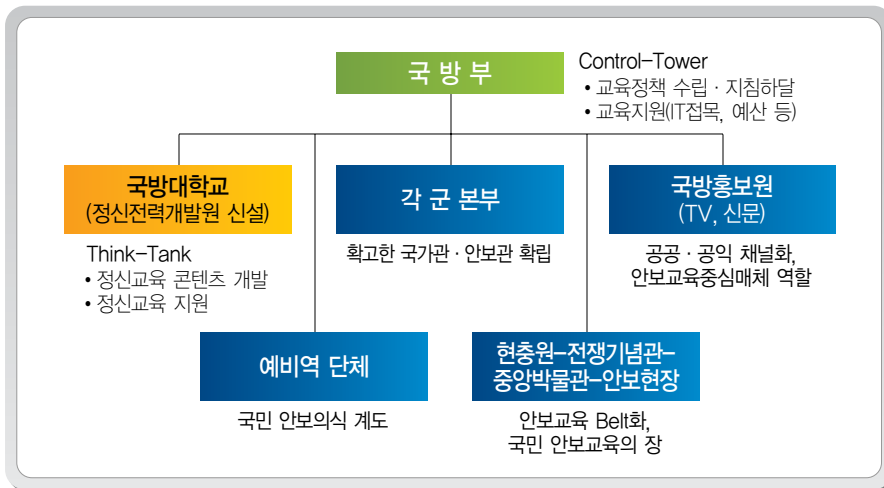 국 방 부
Control-Tower
• 교육정책 수립 · 지침하달
• 교육지원(IT접목, 예산 등)
국방대학교
(정신전력개발원 신설)
Think-Tank
• 정신교육 콘텐츠 개발
• 정신교육 지원
각 군 본부
확고한 국가관 · 안보관 확립
국방홍보원
(TV, 신문)
공공 · 공익 채널화,
안보교육중심매체 역할
예비역 단체
국민 안보의식 계도
현충원-전쟁기념관-
중앙박물관-안보현장
안보교육 Belt화,
국민 안보교육의 장